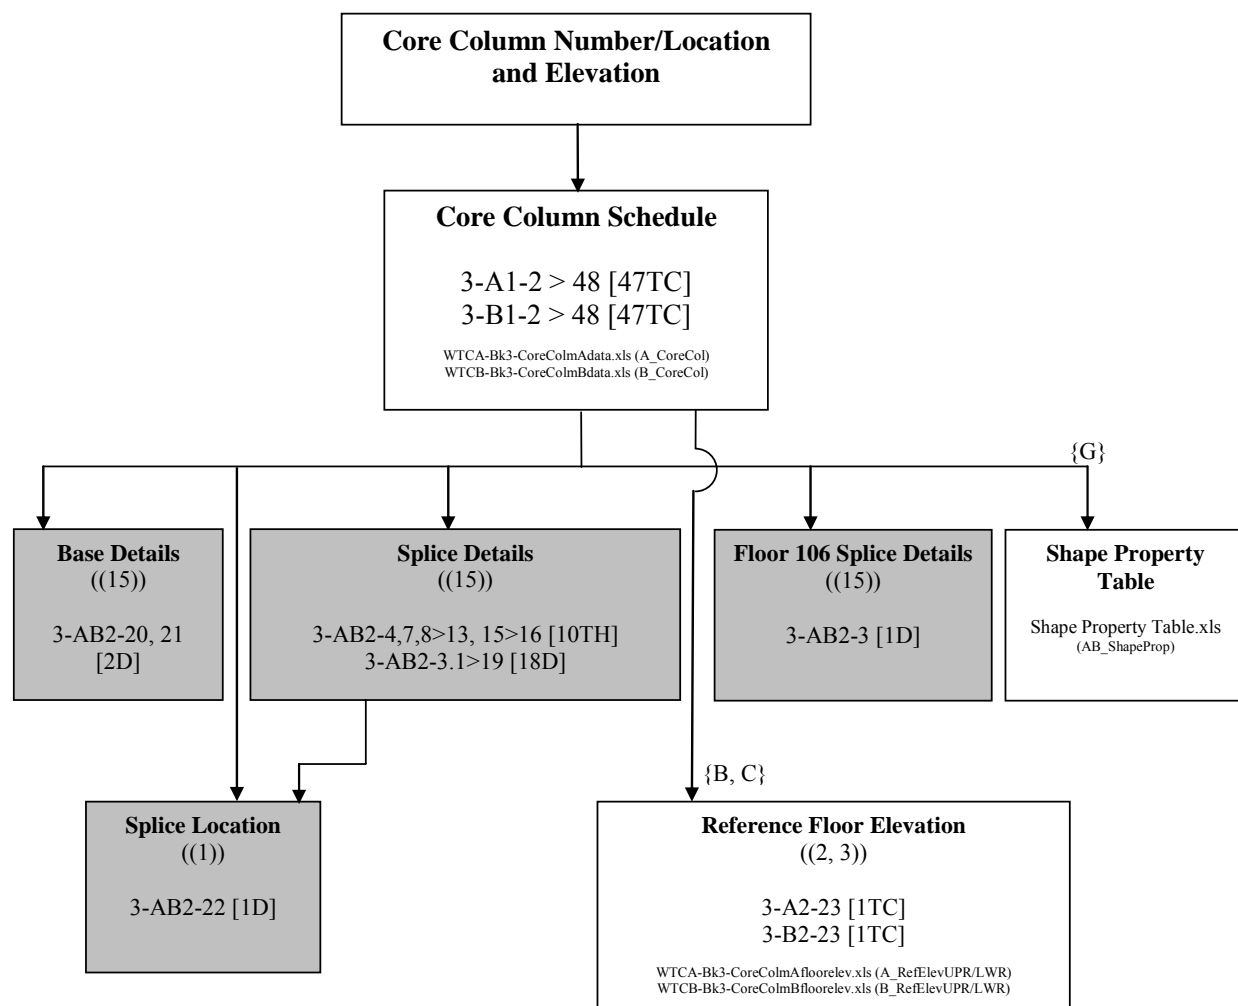 Core Column Number/Location
and Elevation
Core Column Schedule
3-A1-2 > 48 [47TC]
3-B1-2 > 48 [47TC]
WTCA-Bk3-CoreColmAdata.xls (A_CoreCol)
WTCB-Bk3-CoreColmBdata.xls (B_CoreCol)
{G}
Base Details
((15))
3-AB2-20, 21
[2D]
Splice Details
((15))
3-AB2-4,7,8>13, 15>16 [10TH]
3-AB2-3.1>19 [18D]
Floor 106 Splice Details
((15))
3-AB2-3 [1D]
Shape Property
Table
Shape Property Table.xls
(AB_ShapeProp)
{B, C}
Splice Location
((1))
3-AB2-22 [1D]
Reference Floor Elevation
((2, 3))
3-A2-23 [1TC]
3-B2-23 [1TC]
WTCA-Bk3-CoreColmAfloorelev.xls (A_RefElevUPR/LWR)
WTCB-Bk3-CoreColmBfloorelev.xls (B_RefElevUPR/LWR)